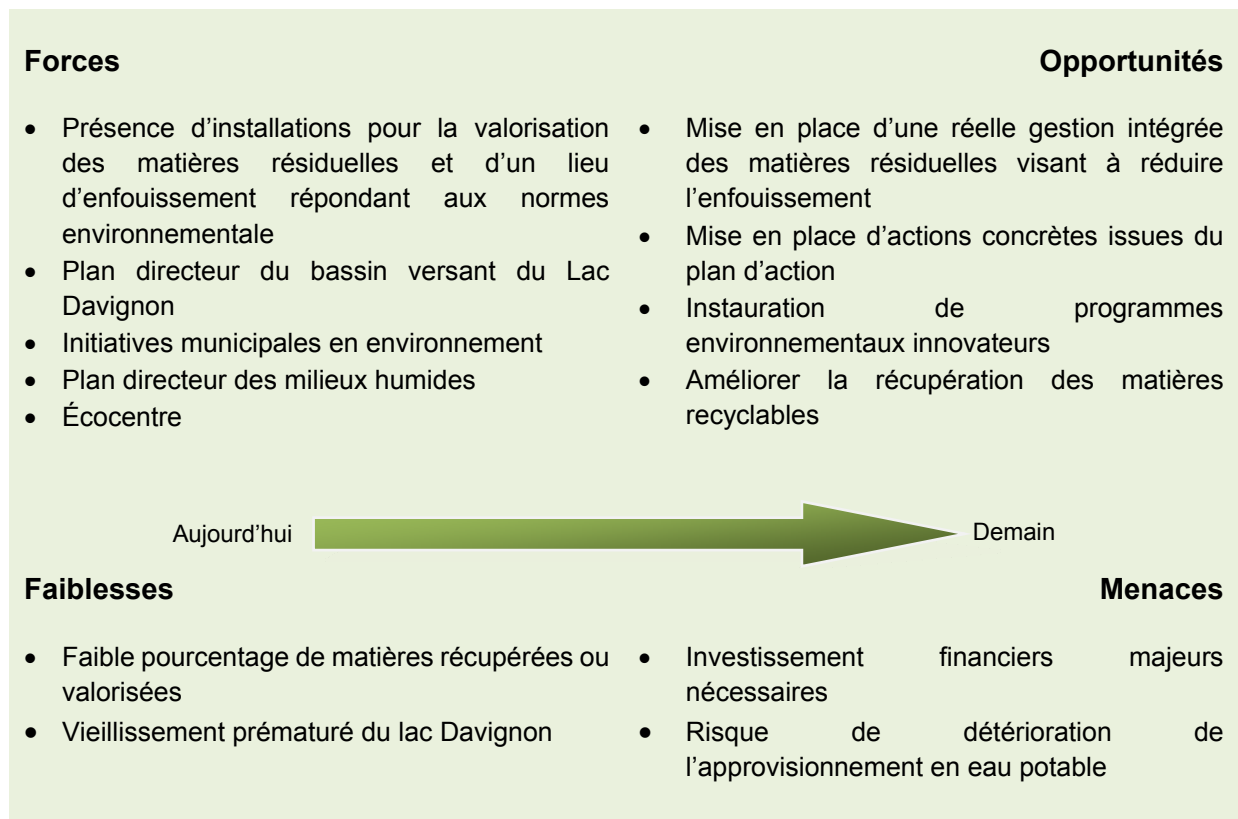 Forces
• Présence d’installations pour la valorisation
des matières résiduelles et d’un lieu
d’enfouissement répondant aux normes
environnementale
• Plan directeur du bassin versant du Lac
Davignon
• Initiatives municipales en environnement
• Plan directeur des milieux humides
• Écocentre
Opportunités
• Mise en place d’une réelle gestion intégrée
des matières résiduelles visant à réduire
l’enfouissement
• Mise en place d’actions concrètes issues du
plan d’action
• Instauration de programmes
environnementaux innovateurs
• Améliorer la récupération des matières
recyclables
Aujourd’hui
Demain
Faiblesses
• Faible pourcentage de matières récupérées ou
valorisées
• Vieillissement prématuré du lac Davignon
Menaces
• Investissement financiers majeurs
nécessaires
• Risque de détérioration de
l’approvisionnement en eau potable